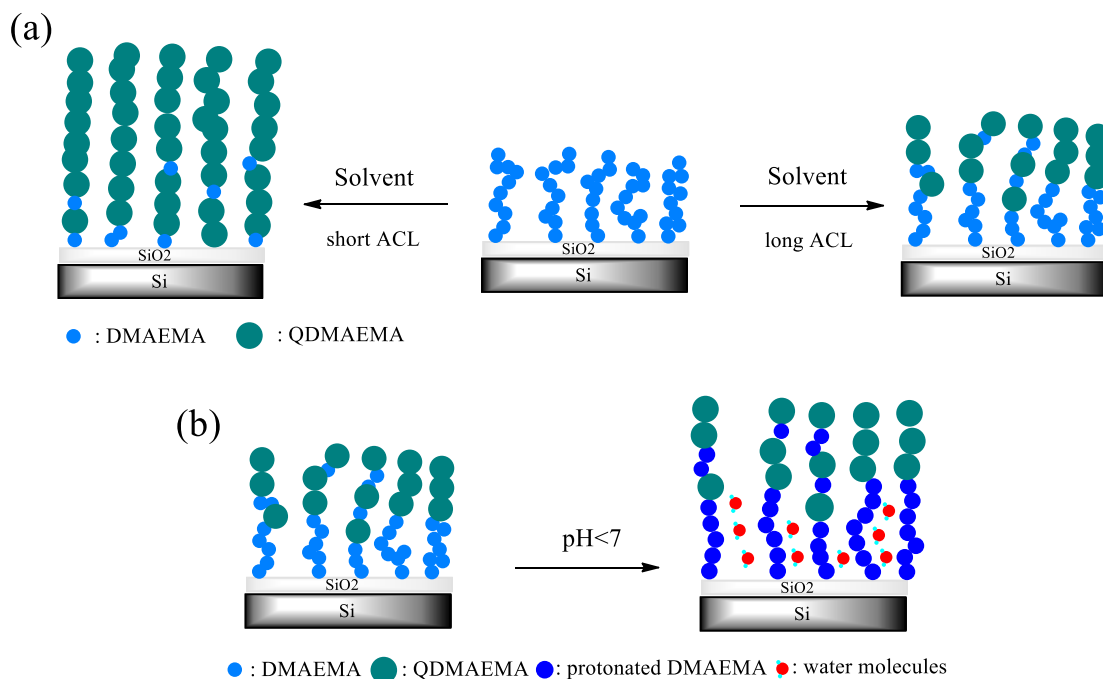 (a)
Solvent
short ACL
Solvent
long ACL
SiO2
Si
SiO2
Si
SiO2
Si
: DMAEMA : QDMAEMA
(b)
pH<7
SiO2
Si
SiO2
Si
: DMAEMA : QDMAEMA : protonated DMAEMA : water molecules